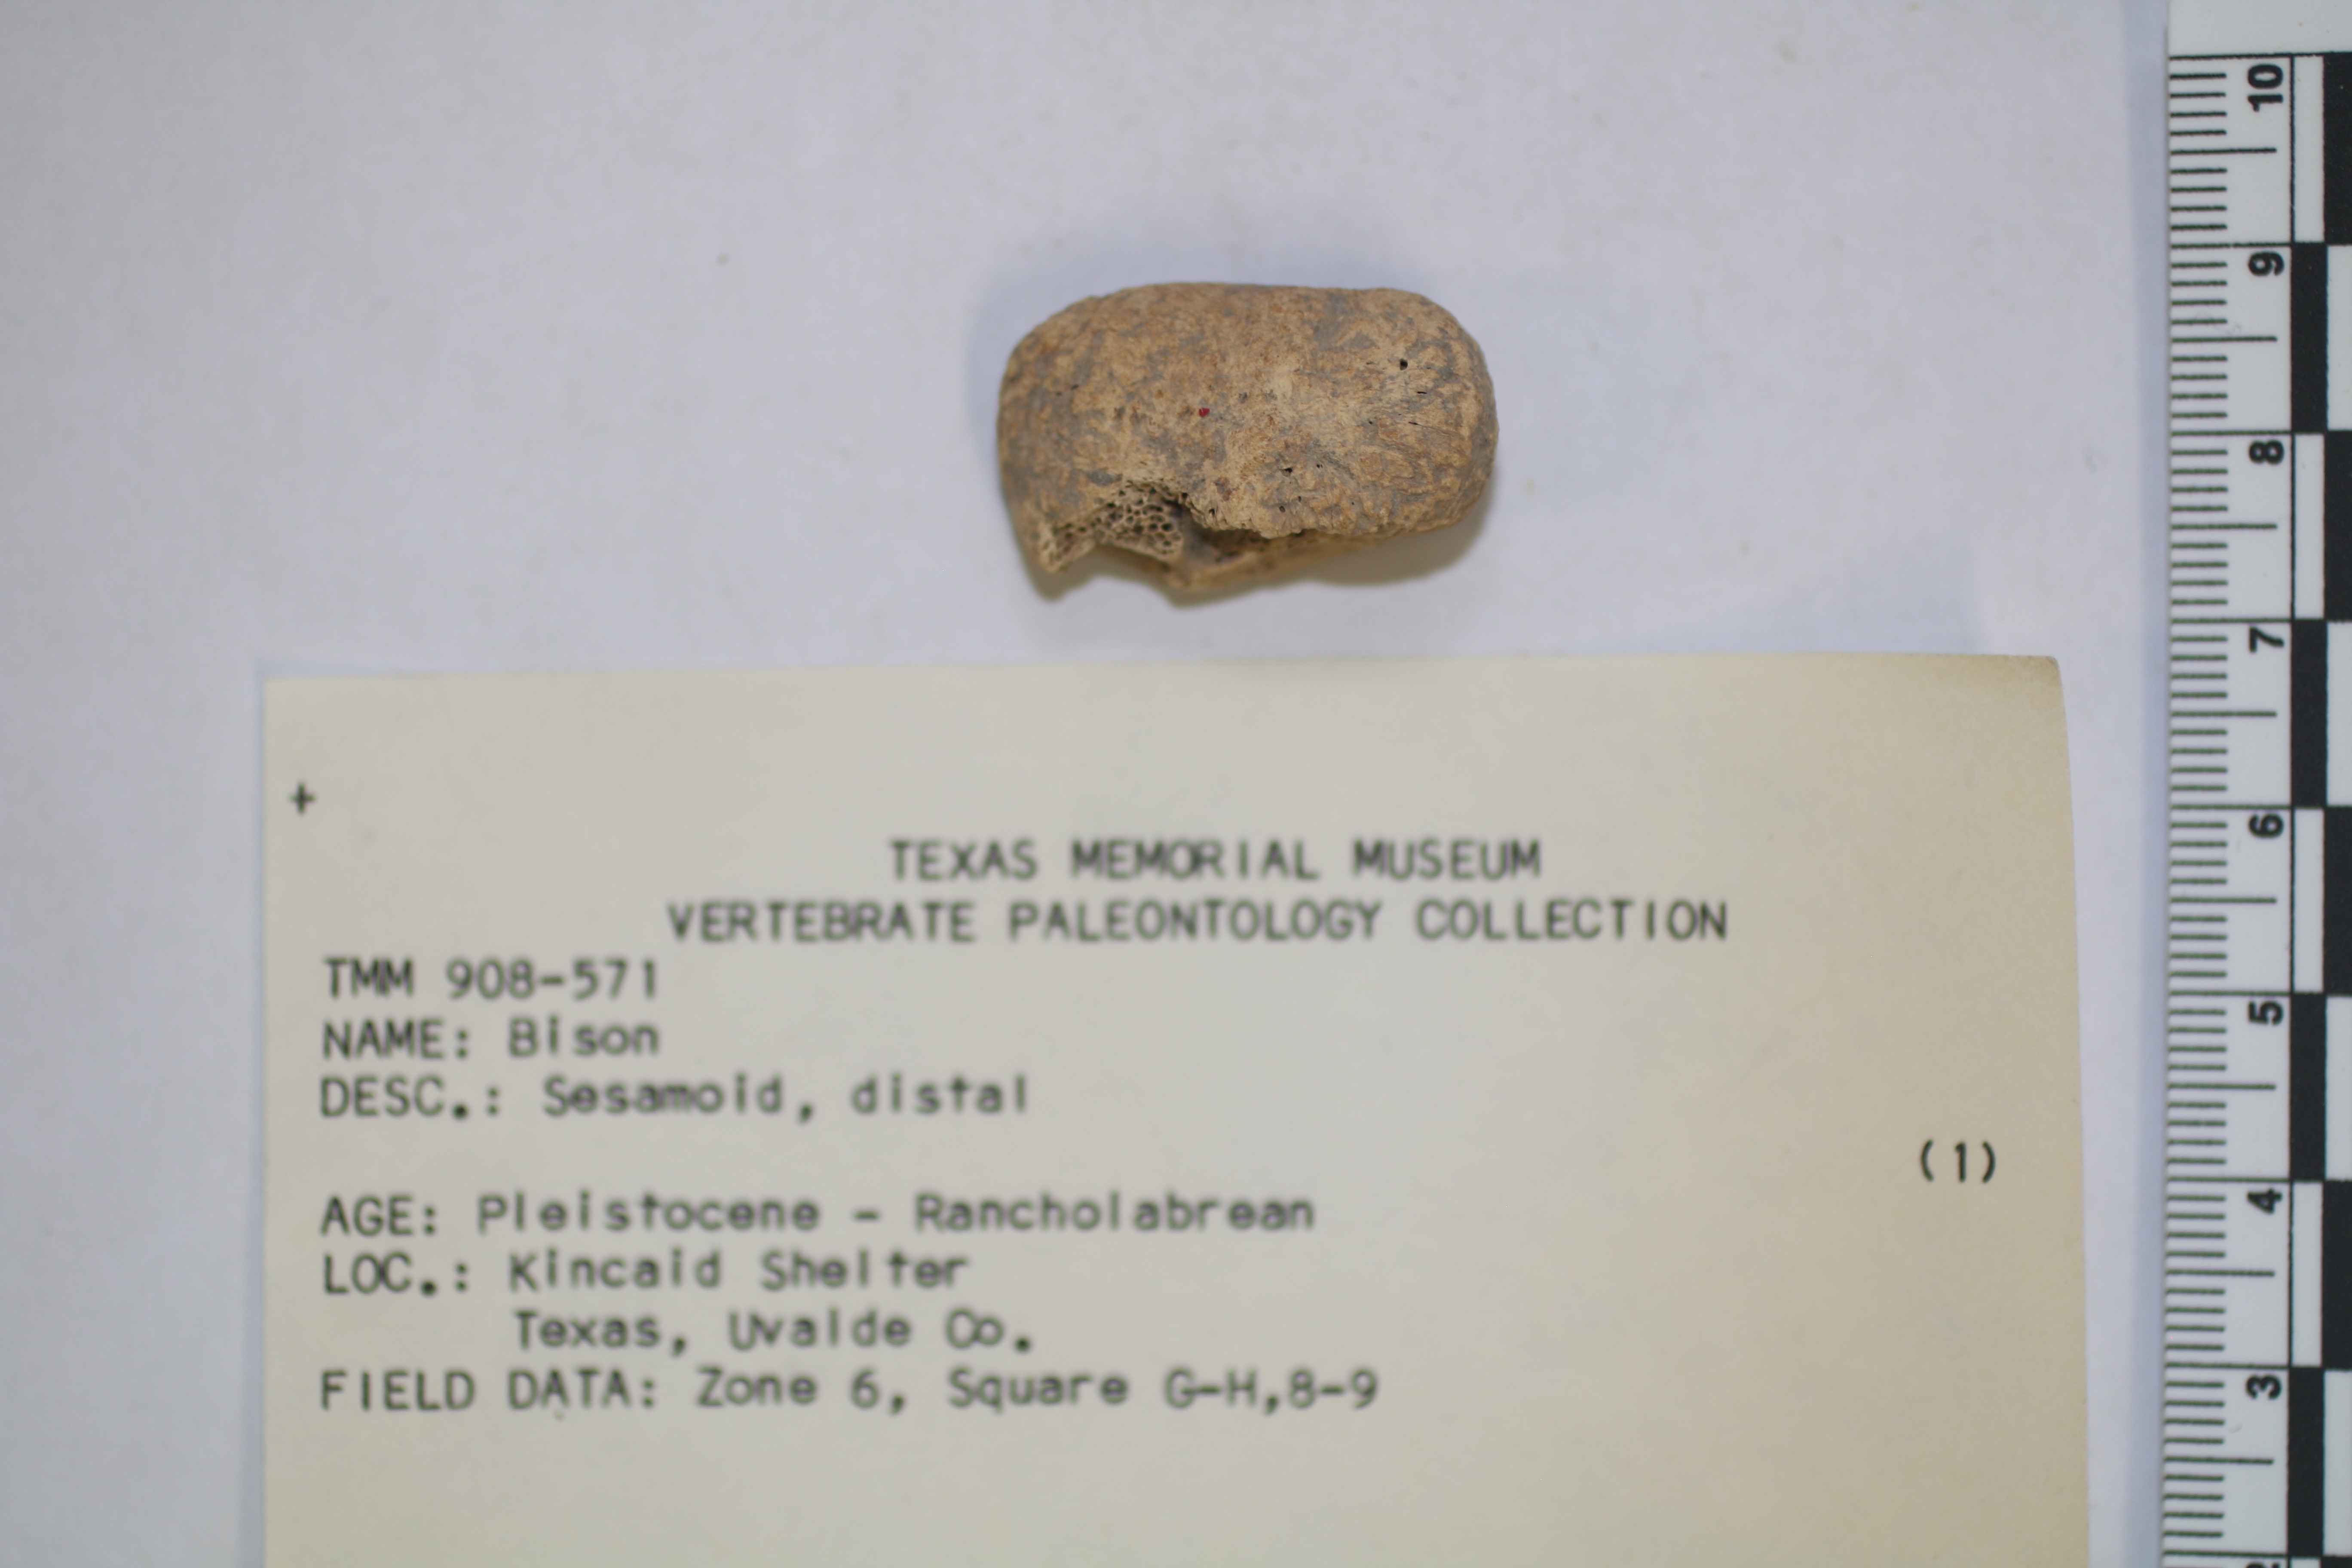 +
TEXAS MEMORIAL MUSEUM
VERTEBRATE PALEONTOLOGY COLLECTION
TMM 908-571
NAME: Bison
DESC.: Sesamoid, distal
(1)
AGE: Pleistocene - Rancholabrean
LOC.: Kincaid Shelter
Texas, Uvalde Co.
FIELD DATA: Zone 6, Square G-H,8-9
10
9
8
7
6
5
4
3